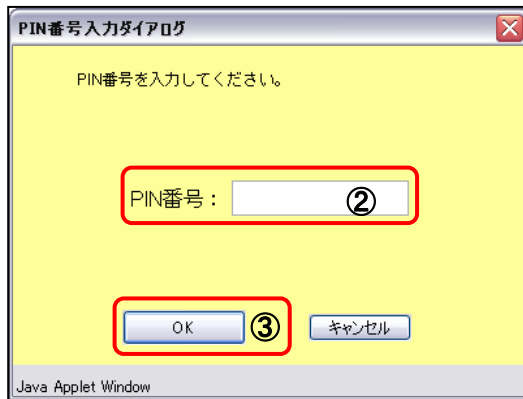 PIN番号入力ダイアログ
PIN番号を入力してください。
PIN番号： ②
OK ③ キャンセル
Java Applet Window